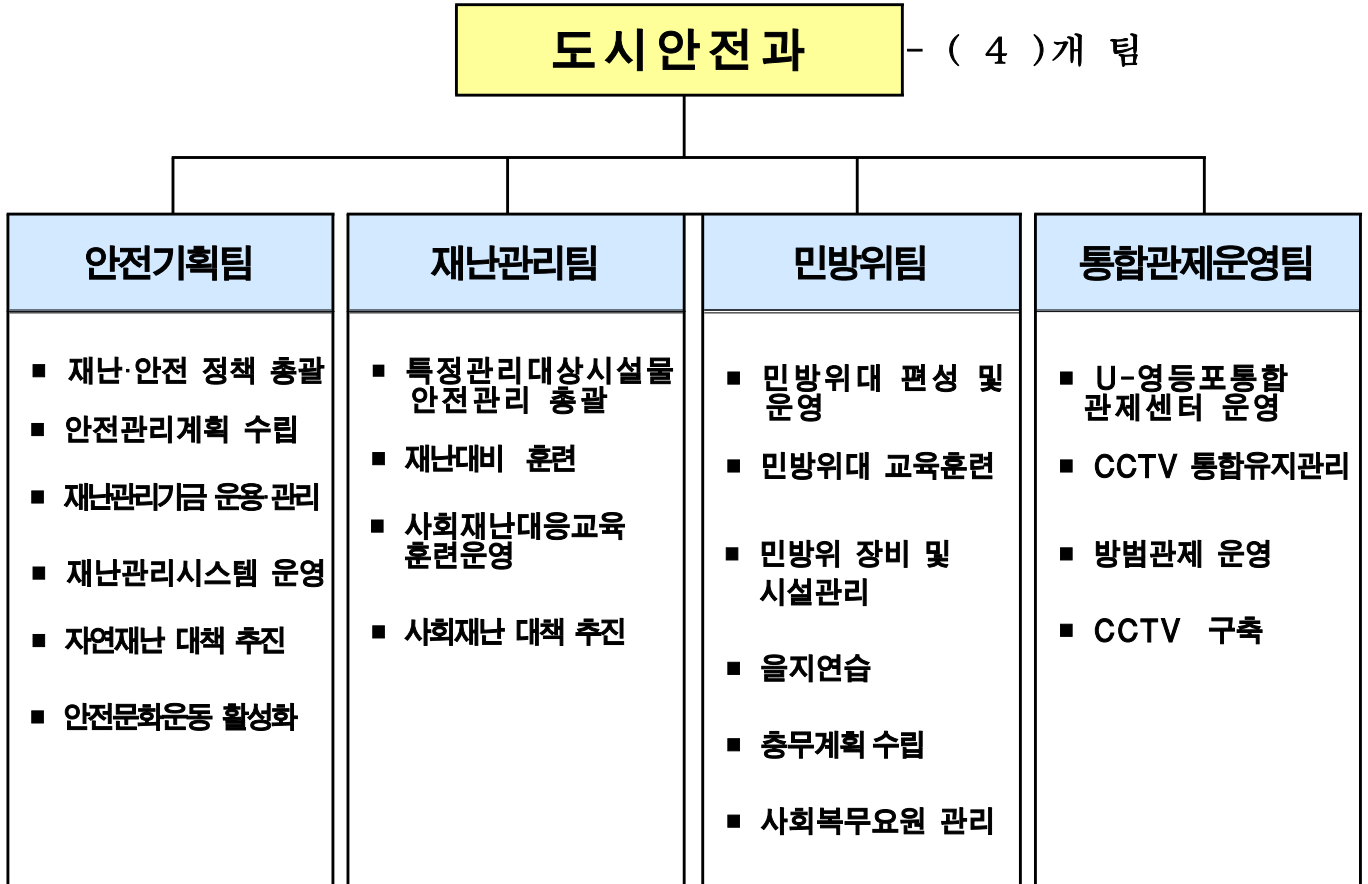 도시안전과
- ( 4 )개 팀
안전기획팀
■ 재난·안전 정책 총괄
■ 안전관리계획 수립
■ 재난관리기금 운용·관리
■ 재난관리시스템 운영
■ 자연재난 대책 추진
■ 안전문화운동 활성화
재난관리팀
■ 특정관리대상시설물
안전관리 총괄
■ 재난대비 훈련
■ 사회재난대응교육
훈련운영
■ 사회재난 대책 추진
민방위팀
■ 민방위대 편성 및
운영
■ 민방위대 교육훈련
■ 민방위 장비 및
시설관리
■ 을지연습
■ 충무계획 수립
■ 사회복무요원 관리
통합관제운영팀
■ U-영등포통합
관제센터 운영
■ CCTV 통합유지관리
■ 방범관제 운영
■ CCTV 구축